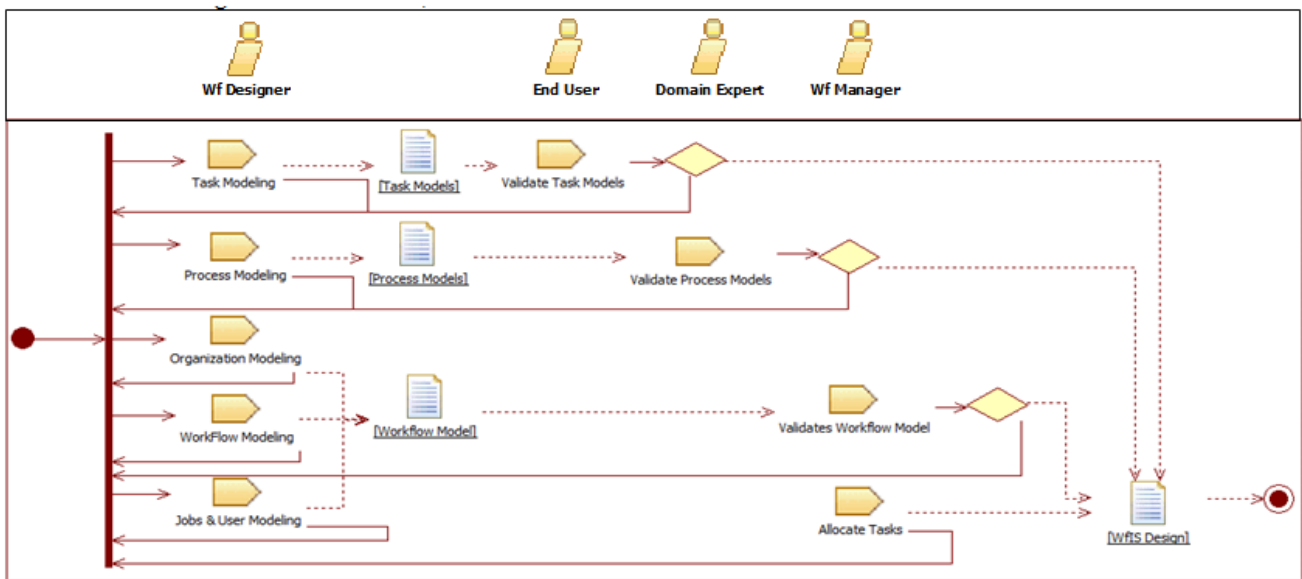 Wf Designer
End User
Domain Expert
Wf Manager
Task Modeling
[Task Models]
Validate Task Models
Process Modeling
[Process Models]
Validate Process Models
Organization Modeling
WorkFlow Modeling
[Workflow Model]
Validates Workflow Model
Jobs & User Modeling
Allocate Tasks
[WfIS Design]